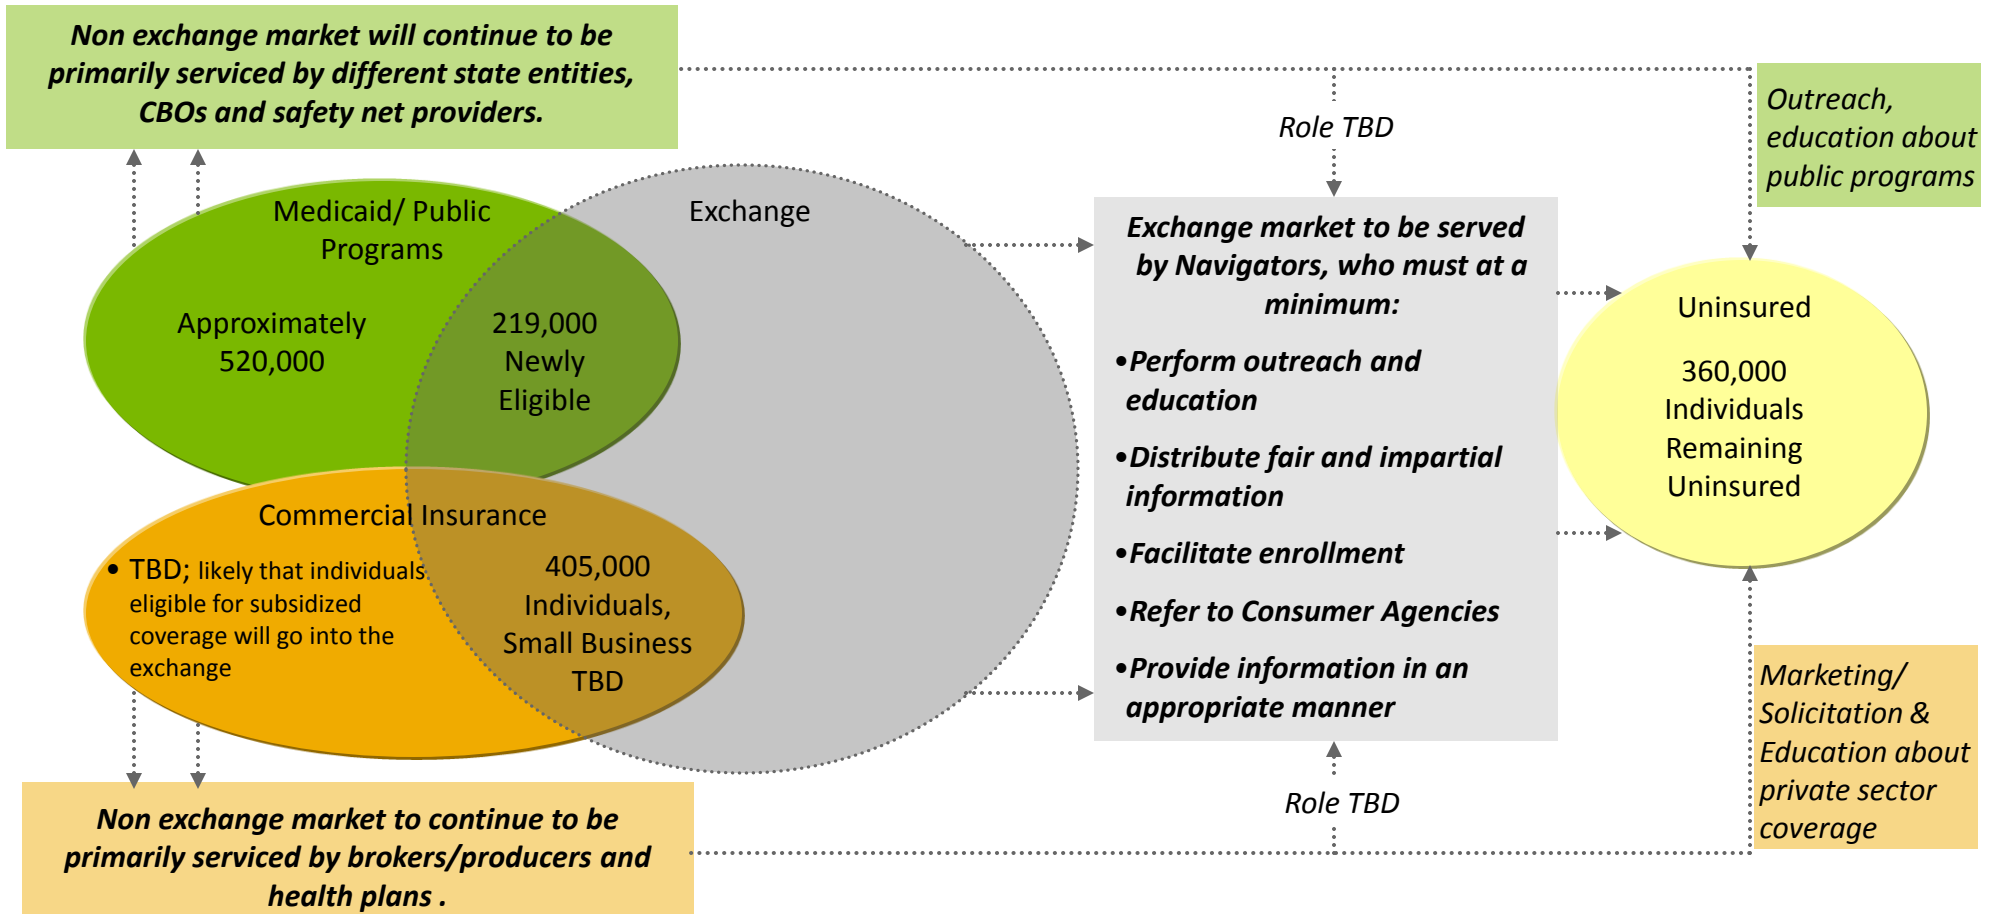 Non exchange market will continue to be
primarily serviced by different state entities,
CBOs and safety net providers.
Role TBD
Outreach,
education about
public programs
Medicaid/ Public
Programs
Exchange
Approximately
520,000
219,000
Newly
Eligible
Exchange market to be served
by Navigators, who must at a
minimum:
•Perform outreach and
education
•Distribute fair and impartial
information
•Facilitate enrollment
•Refer to Consumer Agencies
•Provide information in an
appropriate manner
Uninsured
360,000
Individuals
Remaining
Uninsured
Commercial Insurance
• TBD; likely that individuals
eligible for subsidized
coverage will go into the
exchange
405,000
Individuals,
Small Business
TBD
Marketing/
Solicitation &
Education about
private sector
coverage
Role TBD
Non exchange market to continue to be
primarily serviced by brokers/producers and
health plans .